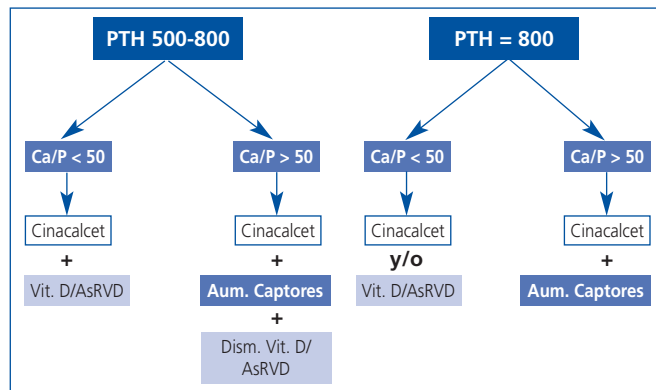 PTH 500-800
PTH = 800
Ca/P < 50
Ca/P > 50
Ca/P < 50
Ca/P > 50
Cinacalcet
Cinacalcet
Cinacalcet
Cinacalcet
+
+
y/o
+
Vit. D/AsRVD
Aum. Captores
Vit. D/AsRVD
Aum. Captores
+
Dism. Vit. D/
AsRVD